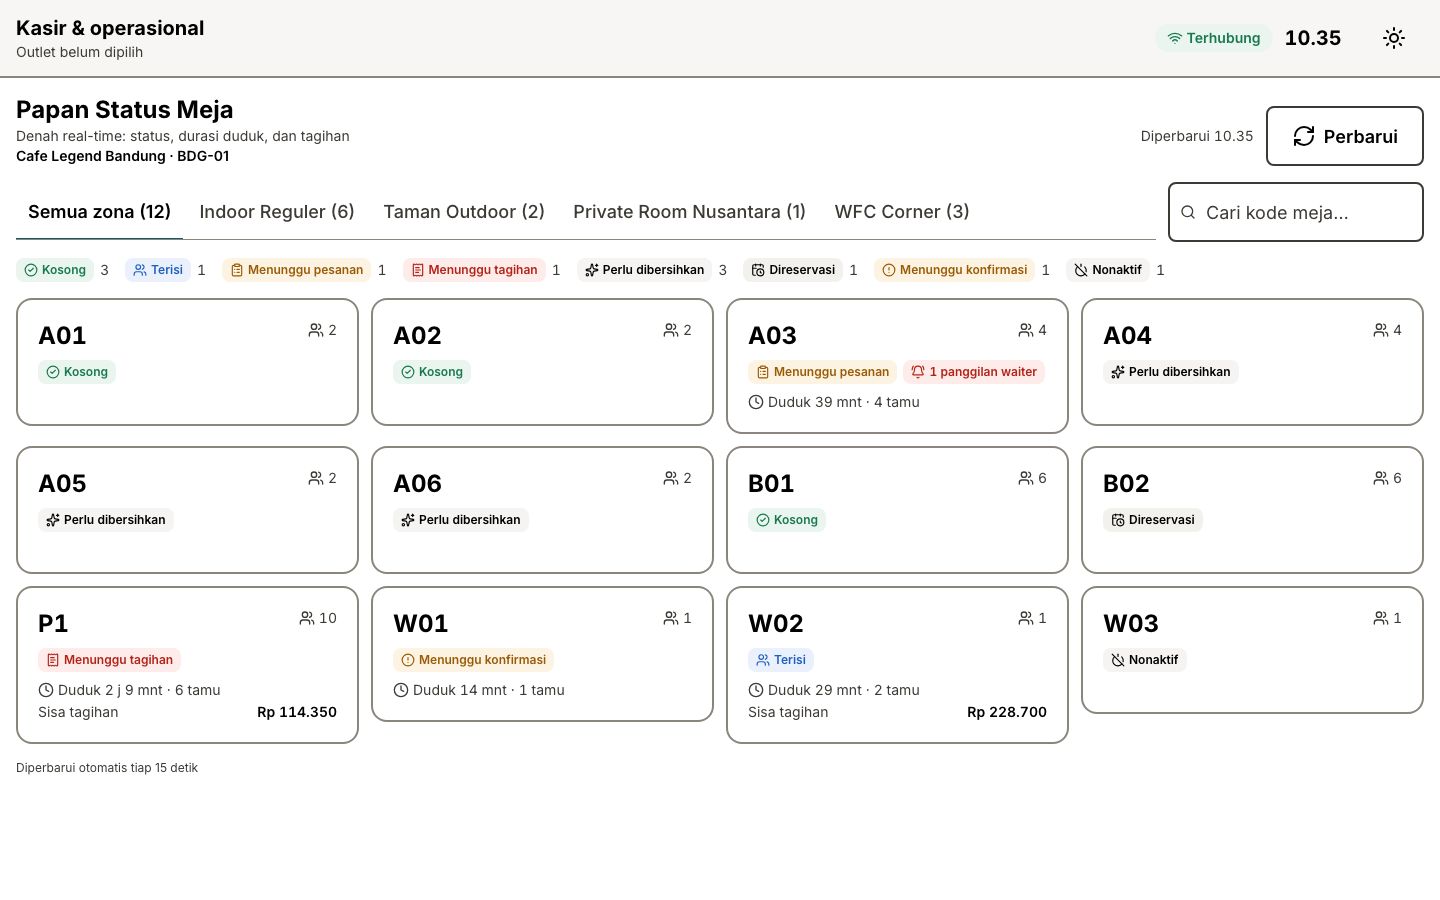 Kasir & operasional
Outlet belum dipilih
Terhubung 10.35
Papan Status Meja
Denah real-time: status, durasi duduk, dan tagihan
Cafe Legend Bandung · BDG-01
Diperbarui 10.35
Perbarui
Semua zona (12) Indoor Reguler (6) Taman Outdoor (2) Private Room Nusantara (1) WFC Corner (3)
Cari kode meja...
Kosong 3 Terisi 1 Menunggu pesanan 1 Menunggu tagihan 1 Perlu dibersihkan 3 Direservasi 1 Menunggu konfirmasi 1 Nonaktif 1
A01 2
Kosong
A02 2
Kosong
A03 4
Menunggu pesanan 1 panggilan waiter
Duduk 39 mnt · 4 tamu
A04 4
Perlu dibersihkan
A05 2
Perlu dibersihkan
A06 2
Perlu dibersihkan
B01 6
Kosong
B02 6
Direservasi
P1 10
Menunggu tagihan
Duduk 2 j 9 mnt · 6 tamu
Sisa tagihan Rp 114.350
W01 1
Menunggu konfirmasi
Duduk 14 mnt · 1 tamu
W02 1
Terisi
Duduk 29 mnt · 2 tamu
Sisa tagihan Rp 228.700
W03 1
Nonaktif
Diperbarui otomatis tiap 15 detik